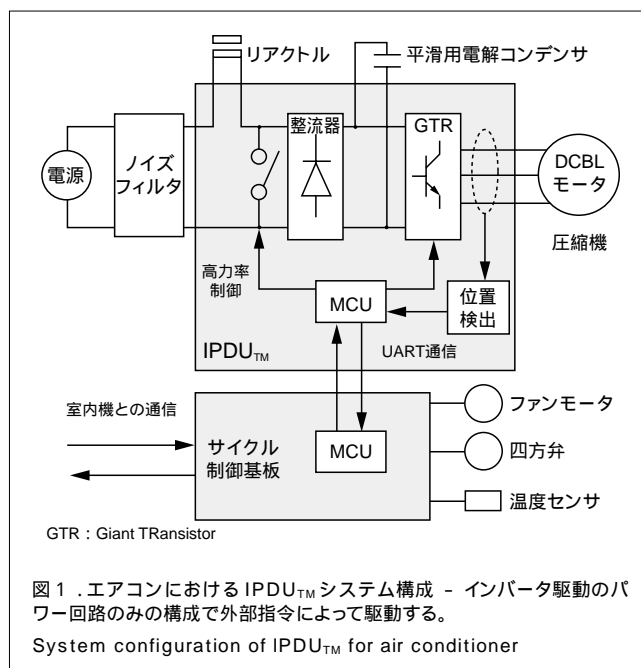 リアクトル
平滑用電解コンデンサ
整流器
GTR
電源
ノイズ
フィルタ
DCBL
モータ
圧縮機
高力率
制御
MCU
位置
検出
IPDU™
UART通信
室内機との通信
サイクル
制御基板
MCU
ファンモータ
四方弁
温度センサ
GTR：Giant TRansistor
図1．エアコンにおけるIPDU™システム構成 － インバータ駆動のパ
ワー回路のみの構成で外部指令によって駆動する。
System configuration of IPDU™ for air conditioner